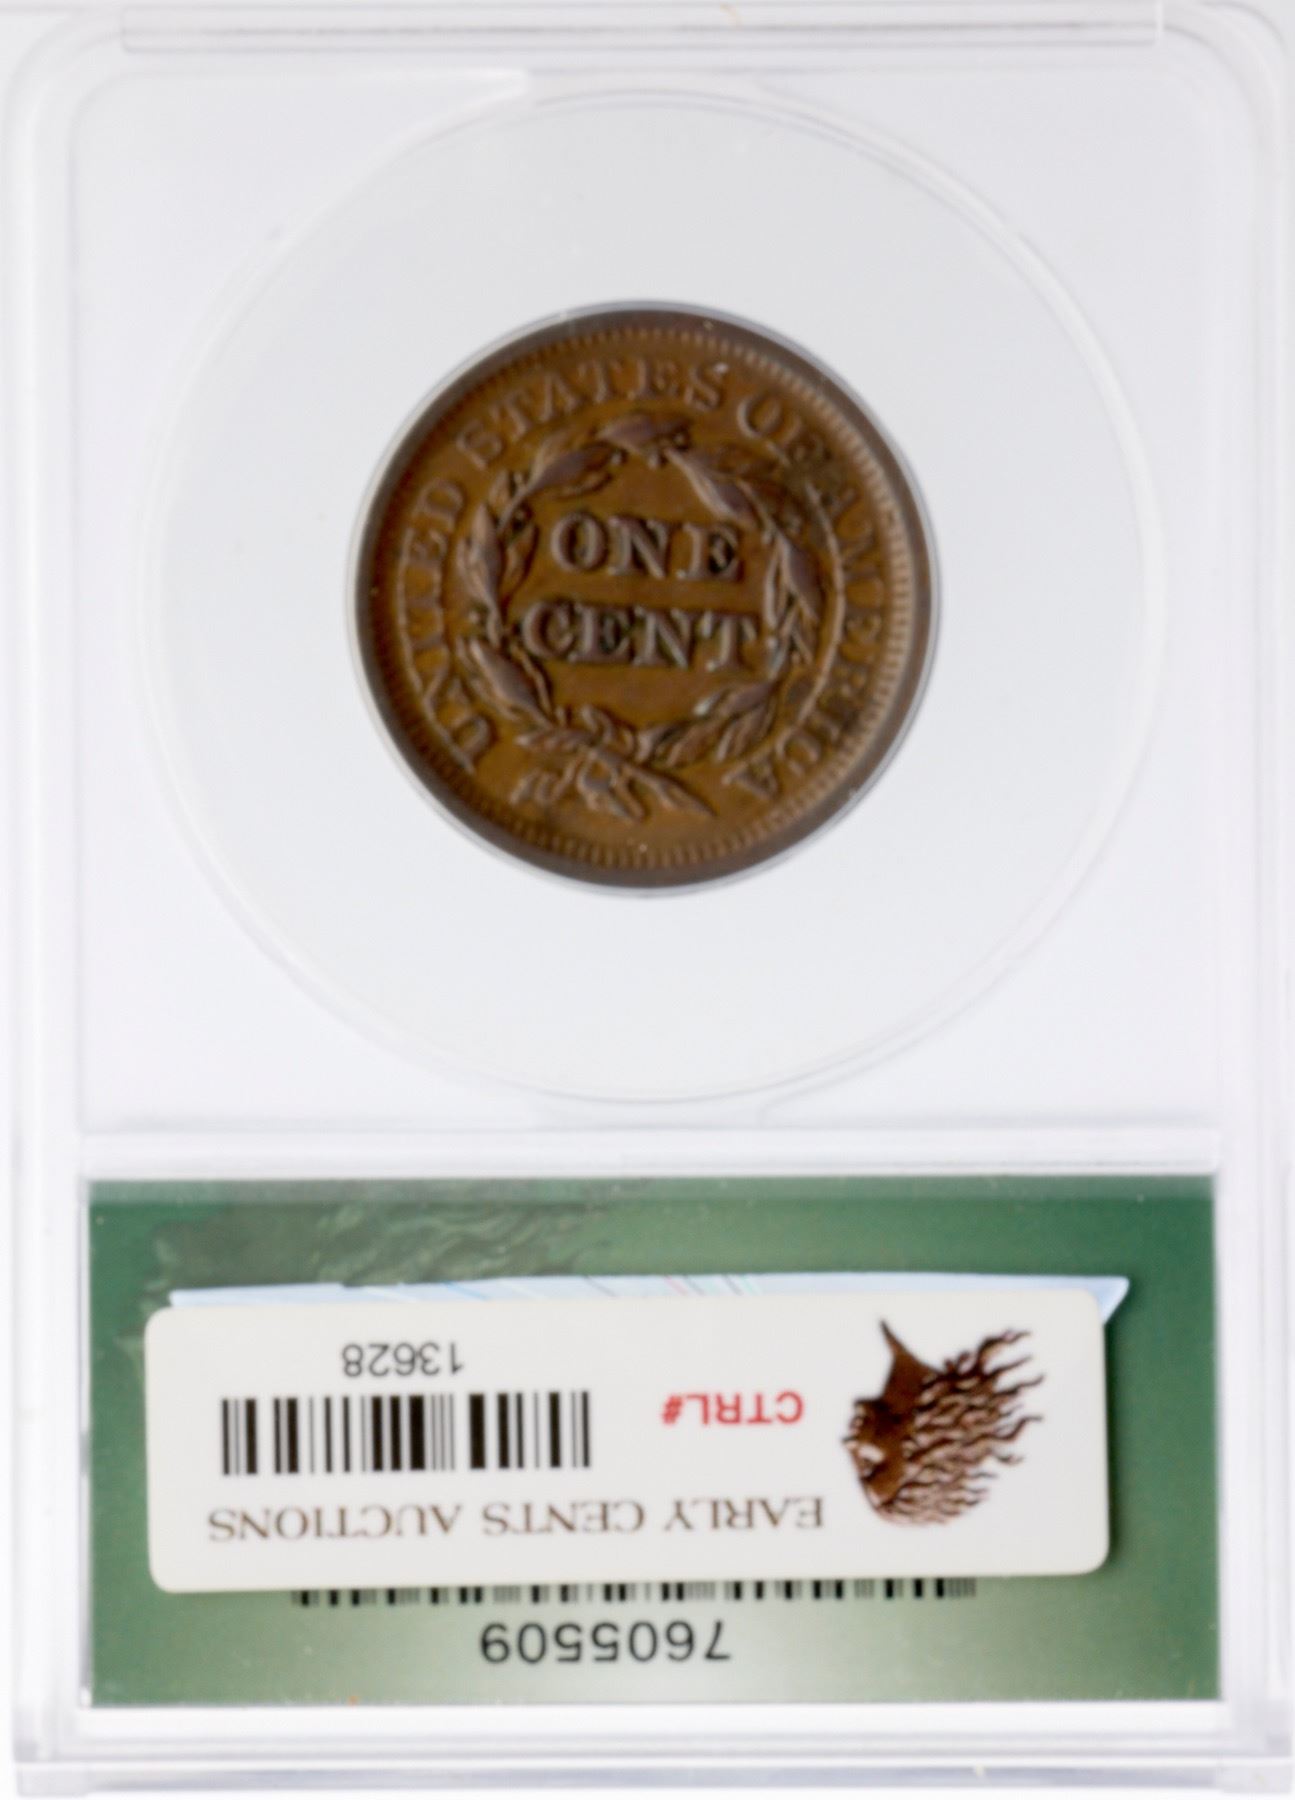 UNITED STATES OF AMERICA
ONE
CENT
7605509
EARLY CENTS AUCTIONS
CTRL#
13628